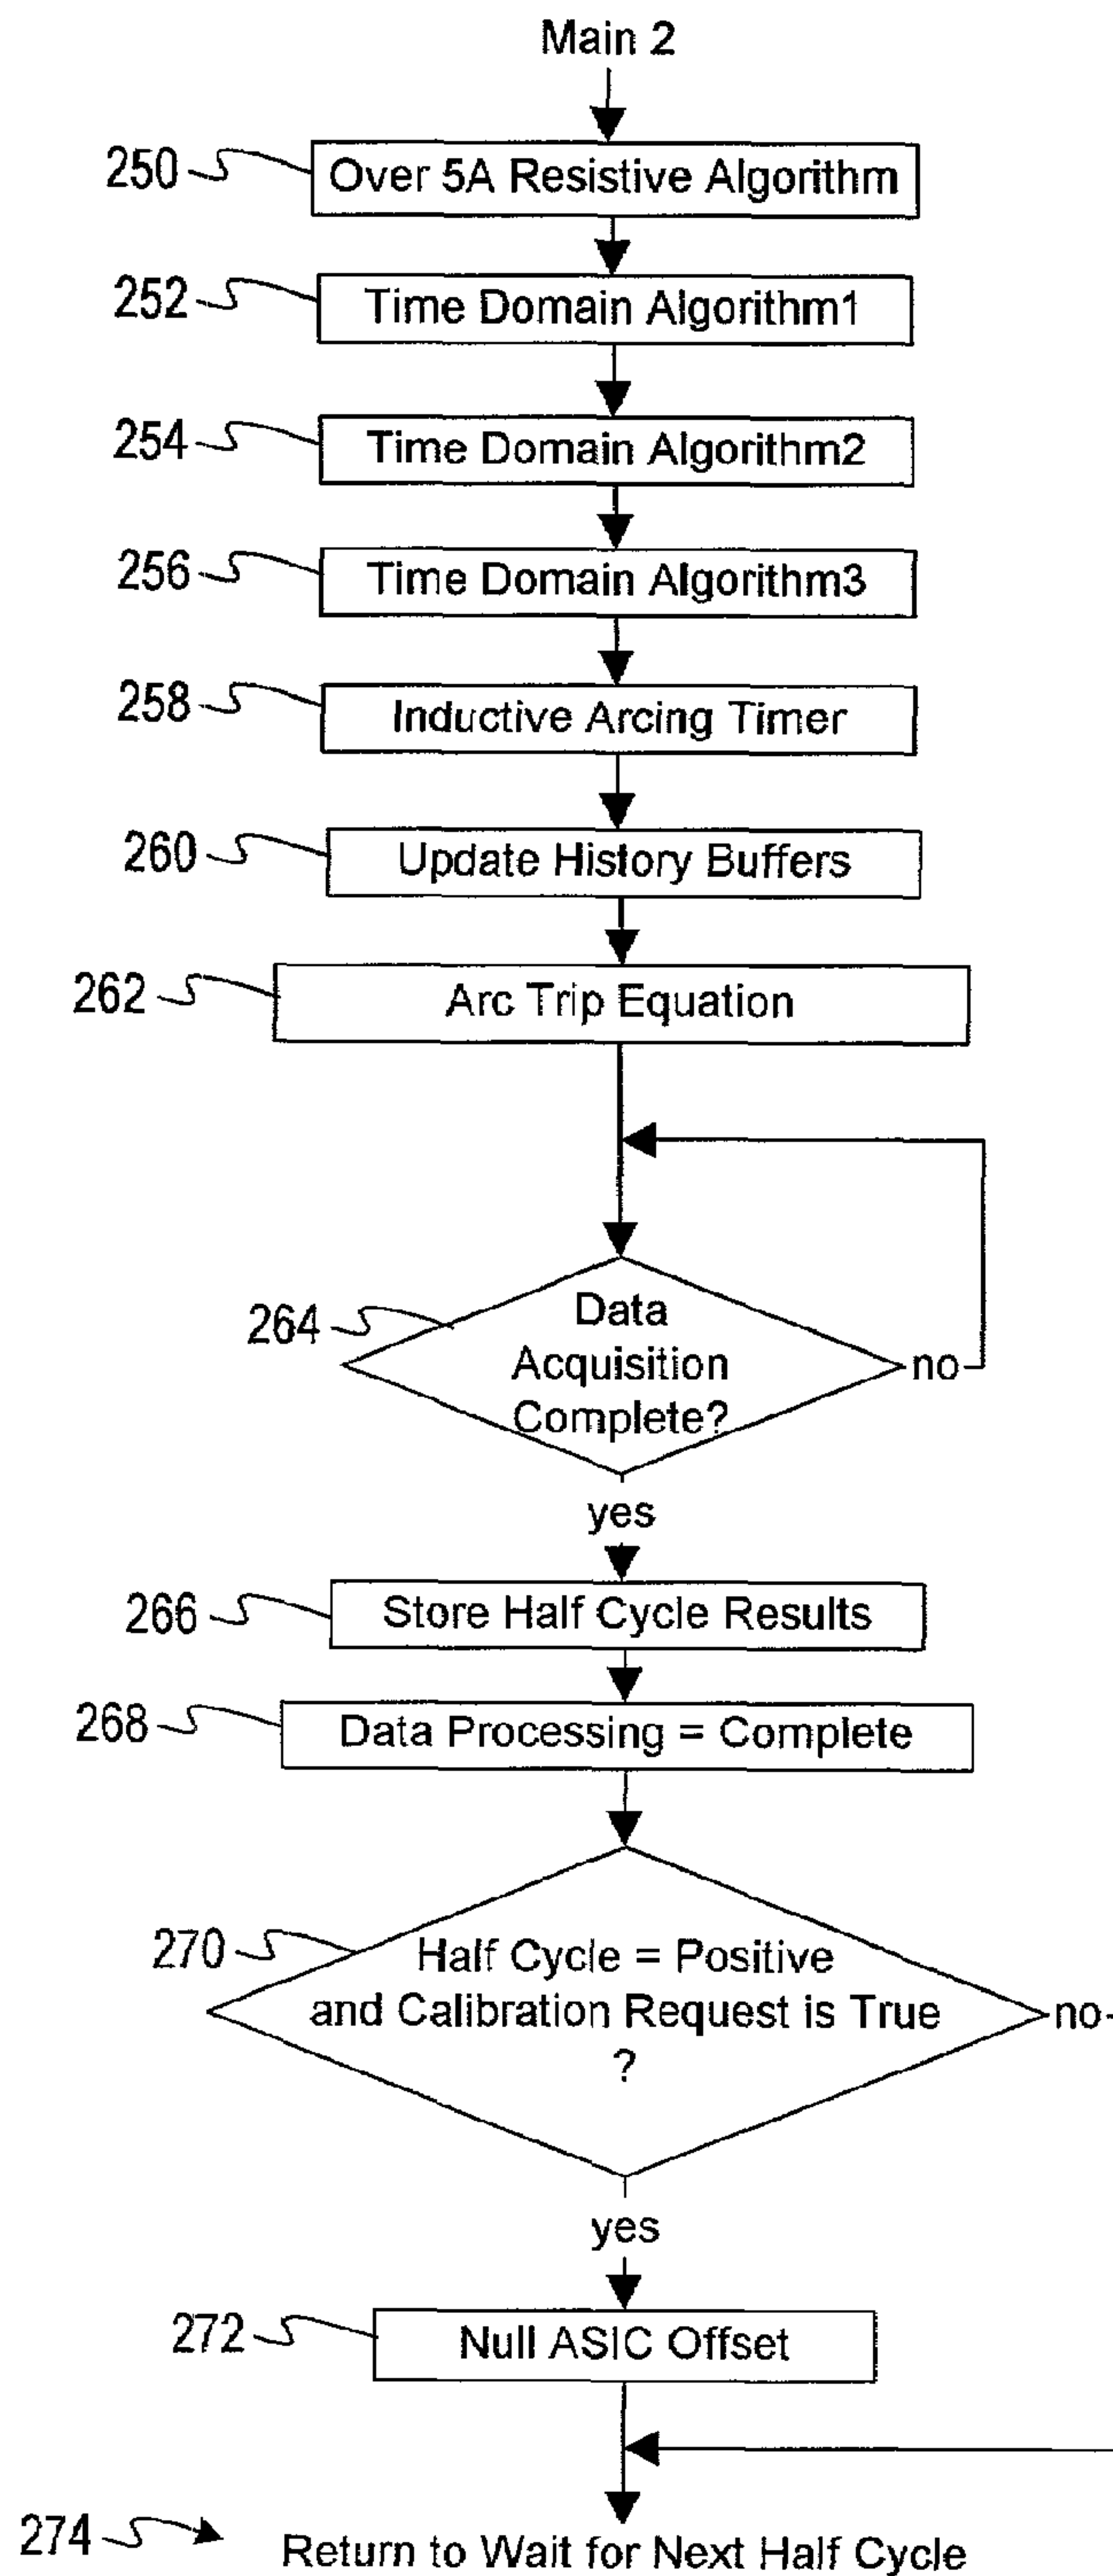 Main 2
250
Over 5A Resistive Algorithm
252
Time Domain Algorithm1
254
Time Domain Algorithm2
256
Time Domain Algorithm3
258
Inductive Arcing Timer
260
Update History Buffers
262
Arc Trip Equation
264
Data
Acquisition
Complete?
no
yes
266
Store Half Cycle Results
268
Data Processing = Complete
270
Half Cycle = Positive
and Calibration Request is True
?
no
yes
272
Null ASIC Offset
274
Return to Wait for Next Half Cycle